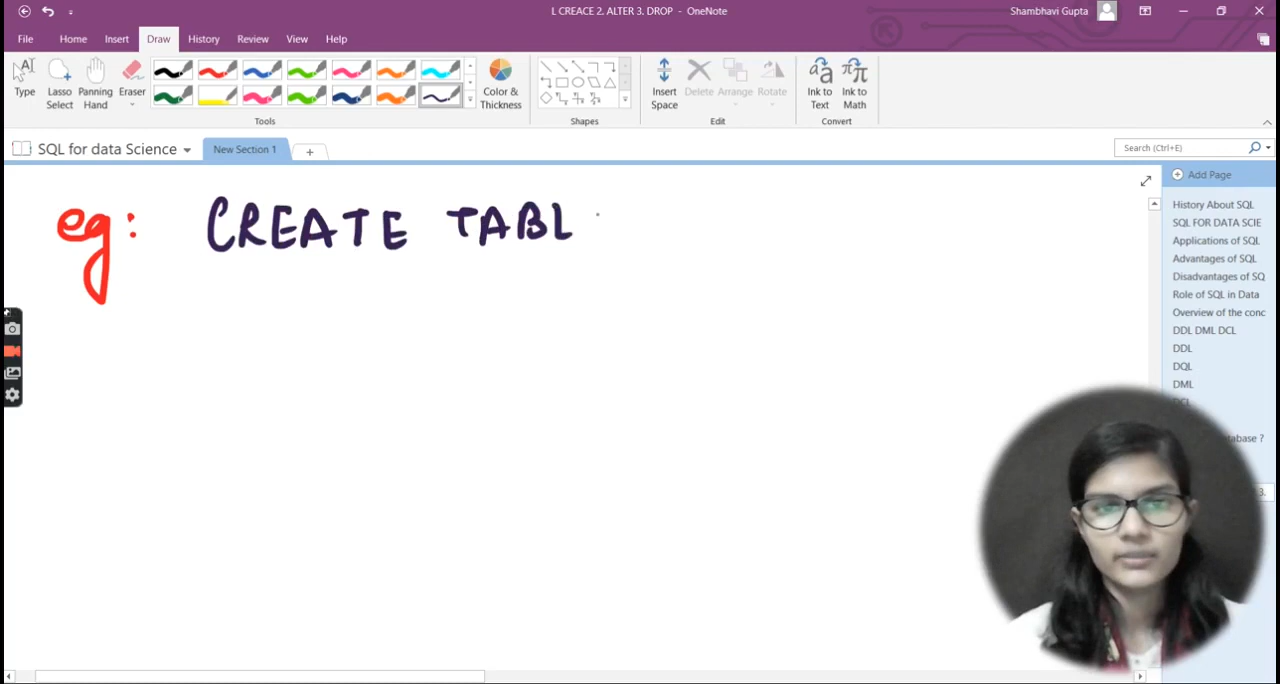 L CREACE 2. ALTER 3. DROP - OneNote
Shambhavi Gupta
File Home Insert Draw History Review View Help
Type
Lasso Select
Panning Hand
Eraser
Color & Thickness
Insert Space
Delete
Arrange
Rotate
Ink to Text
Ink to Math
Tools
Shapes
Edit
Convert
SQL for data Science
New Section 1
Search (Ctrl+E)
Add Page
eg: CREATE TABL
History About SQL
SQL FOR DATA SCIE
Applications of SQL
Advantages of SQL
Disadvantages of SQ
Role of SQL in Data
Overview of the conc
DDL DML DCL
DDL
DQL
DML
DCL
abase ?
3.